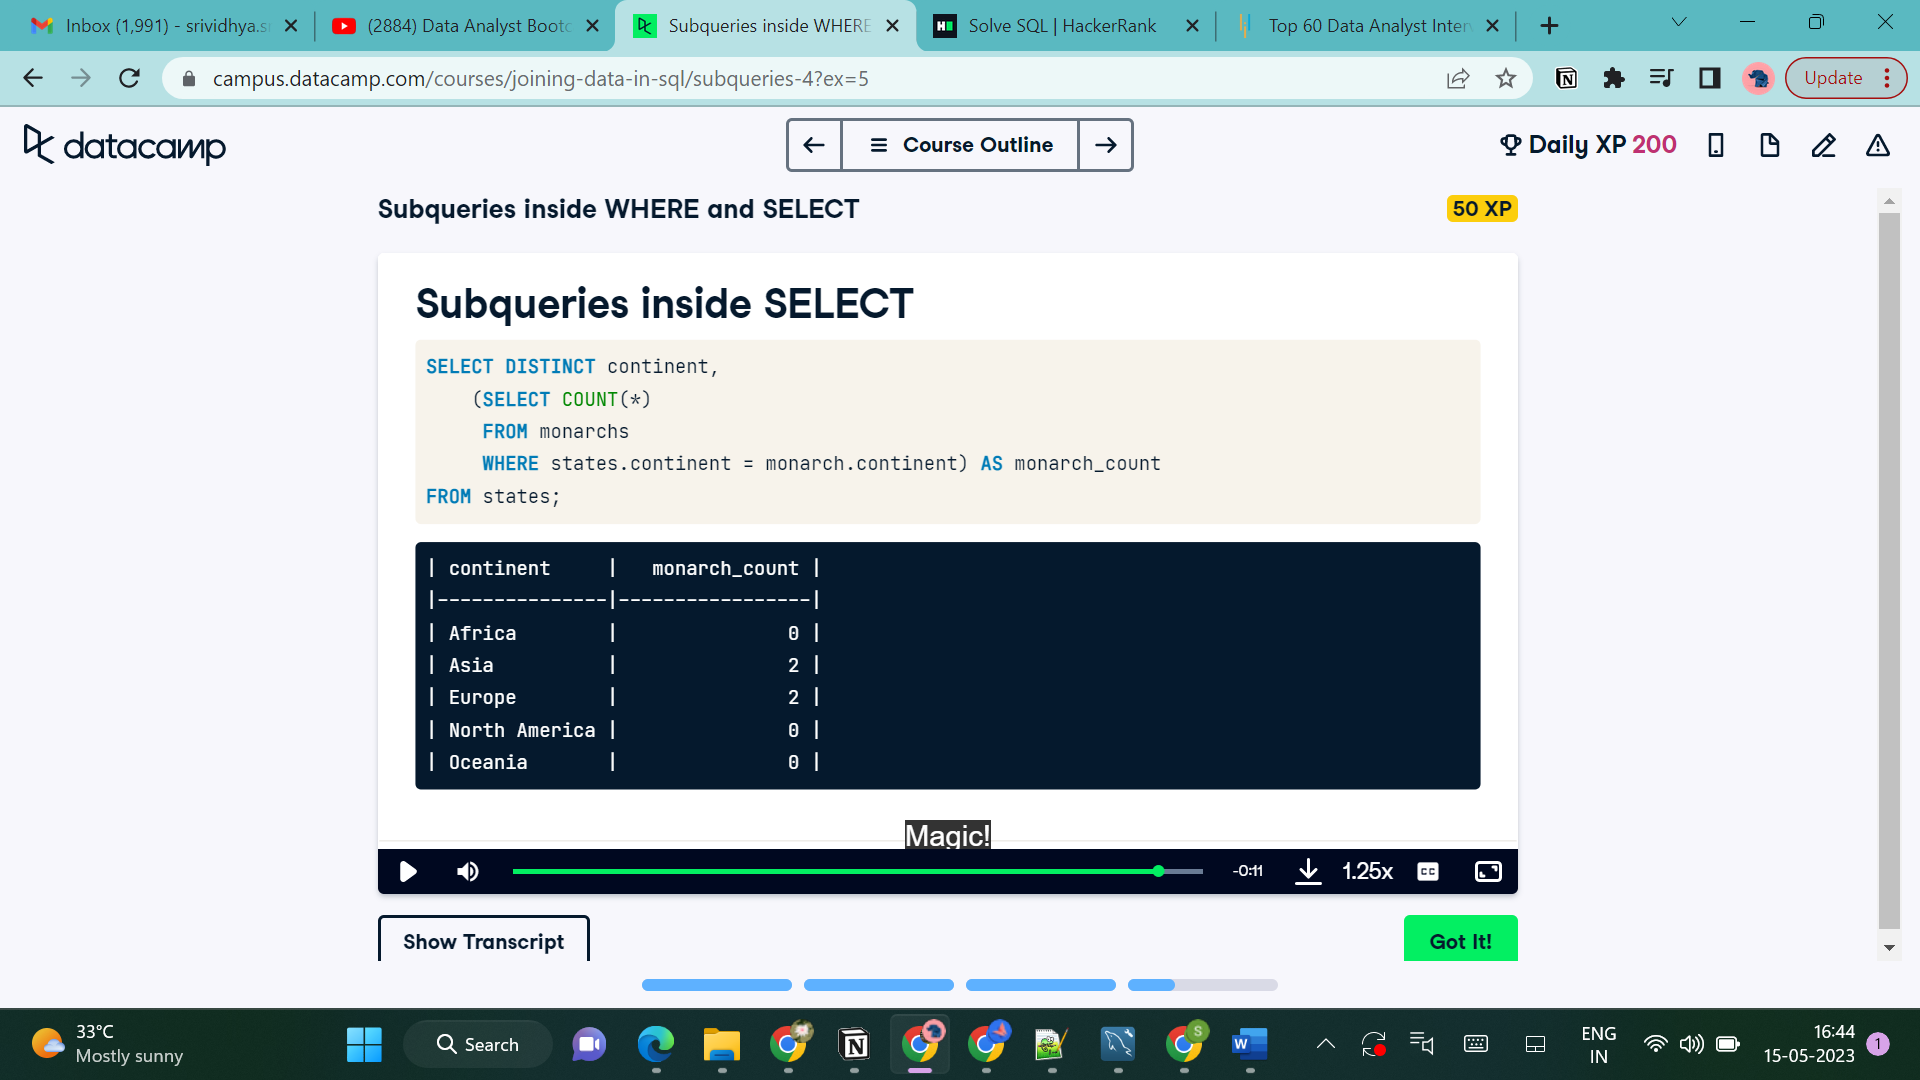 Inbox (1,991) - srividhya.s
(2884) Data Analyst Bootc
Subqueries inside WHERE
Solve SQL | HackerRank
Top 60 Data Analyst Inter
campus.datacamp.com/courses/joining-data-in-sql/subqueries-4?ex=5
Update
datacamp
Course Outline
Daily XP 200
Subqueries inside WHERE and SELECT
50 XP
Subqueries inside SELECT
SELECT DISTINCT continent,
(SELECT COUNT(*)
FROM monarchs
WHERE states.continent = monarch.continent) AS monarch_count
FROM states;
| continent | monarch_count |
|---------------|-----------------|
| Africa | 0 |
| Asia | 2 |
| Europe | 2 |
| North America | 0 |
| Oceania | 0 |
Magic!
-0:11
1.25x
CC
Show Transcript
Got It!
33°C
Mostly sunny
Search
ENG
IN
16:44
15-05-2023
1